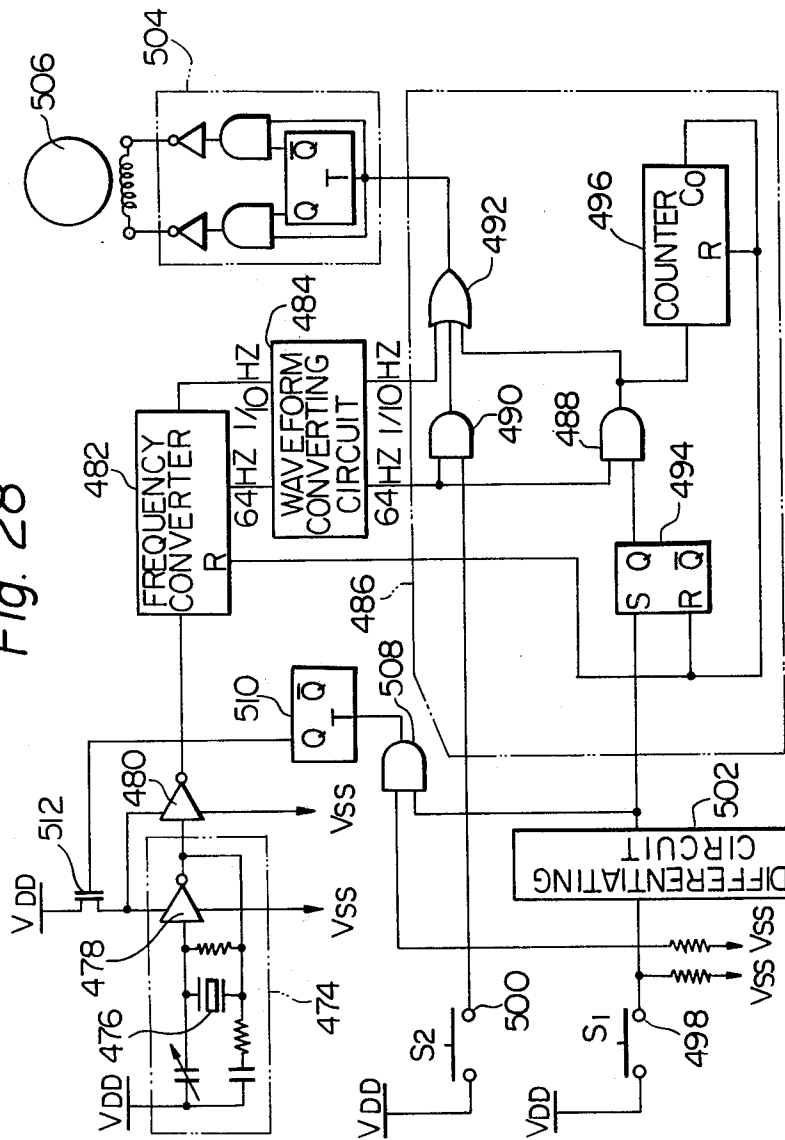 Fig. 28
506
504
482
FREQUENCY
CONVERTER
R
64HZ 1/10HZ
484
WAVEFORM
CONVERTING
CIRCUIT
64HZ 1/10HZ
Q Q̅
T
492
490
488
COUNTER
Co
R
496
486
494
S Q
R Q̅
VDD
512
480
478
476
474
VSS
VSS
510
Q Q̅
T
508
502
DIFFERENTIATING
CIRCUIT
VSS
VSS
VDD
S2
500
VDD
S1
498